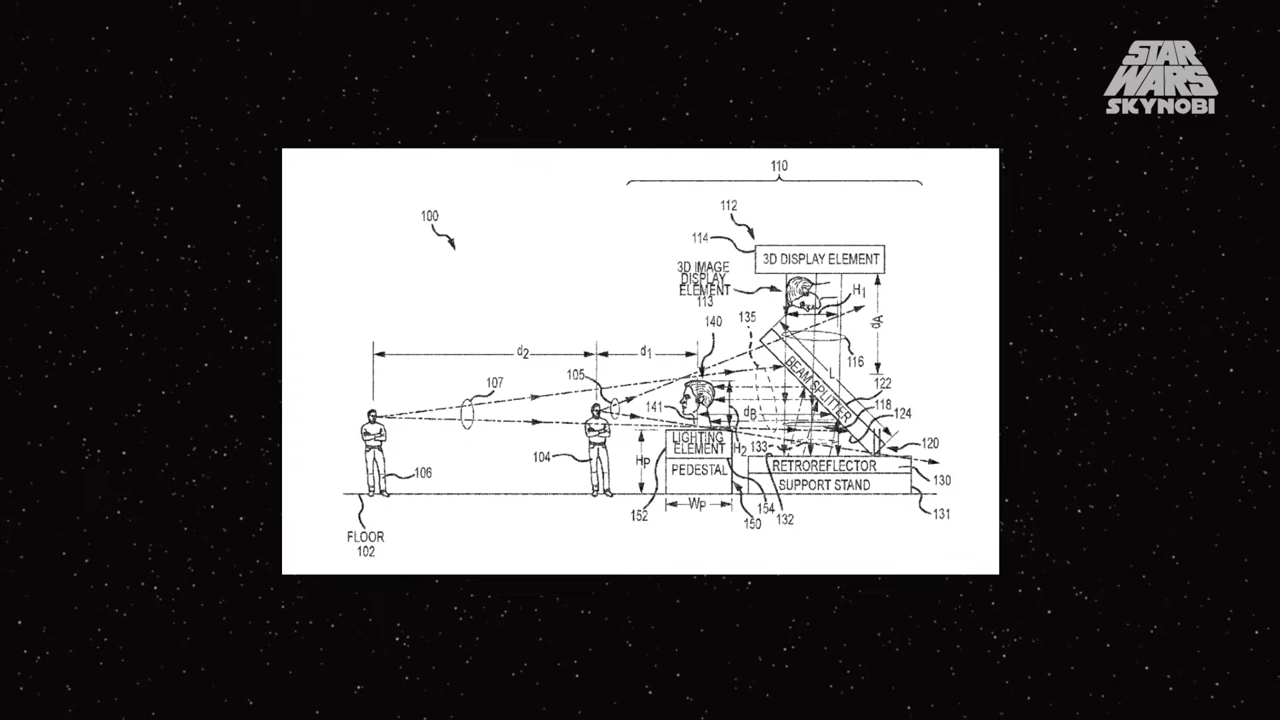 STAR
WARS
SKYNOBI
110
100
112
114
3D DISPLAY ELEMENT
3D IMAGE
DISPLAY
ELEMENT
113
H1
dA
135
140
116
d2
d1
L
BEAM SPLITTER
122
107
105
118
124
141
dB
120
133
LIGHTING
ELEMENT
H2
HP
104
106
PEDESTAL
RETROREFLECTOR
SUPPORT STAND
130
131
152
WP
150
154
132
FLOOR
102